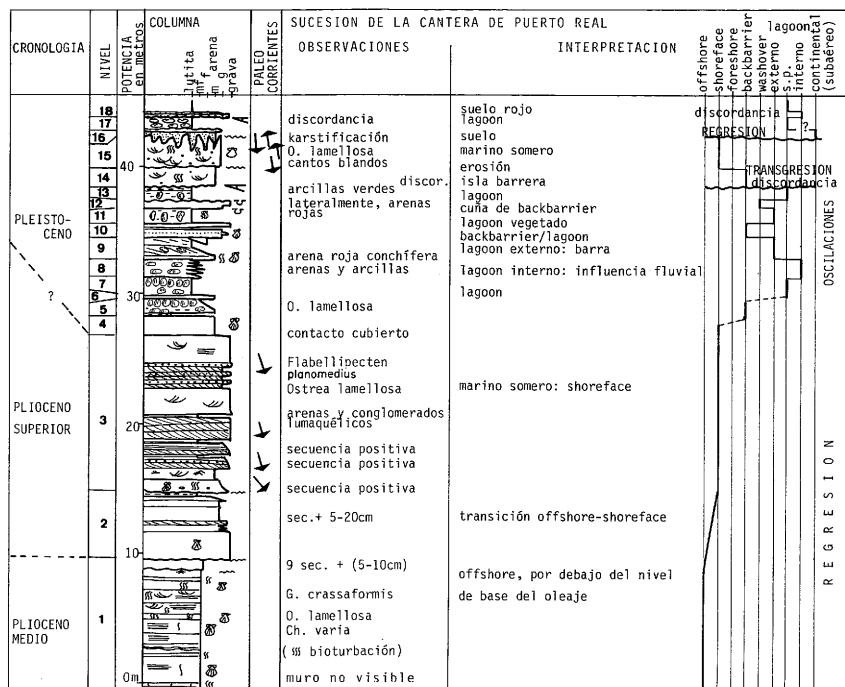 SUCESION DE LA CANTERA DE PUERTO REAL
CRONOLOGIA
NIVEL
POTENCIA en metros
COLUMNA
lutita
arena
m f m g
grava
PALEO CORRIENTES
OBSERVACIONES
INTERPRETACION
offshore
shoreface
foreshore
backbarrier
washover
lagoon
externo
s.p.
interno
continental (subaéreo)
PLEISTO-
CENO
?
PLIOCENO
SUPERIOR
PLIOCENO
MEDIO
18
17
16
15
14
13
12
11
10
9
8
7
6
5
4
3
2
1
40
30
20
10
0m
discordancia
karstificación
O. lamellosa
cantos blandos
discor.
arcillas verdes
lateralmente, arenas
rojas
arena roja conchífera
arenas y arcillas
O. lamellosa
contacto cubierto
Flabellipecten
planomedius
Ostrea lamellosa
arenas y conglomerados
lumaquélicos
secuencia positiva
secuencia positiva
secuencia positiva
sec.+ 5-20cm
9 sec. + (5-10cm)
G. crassaformis
O. lamellosa
Ch. varia
( bioturbación)
muro no visible
suelo rojo
lagoon
suelo
marino somero
erosión
isla barrera
lagoon
cuña de backbarrier
lagoon vegetado
backbarrier/lagoon
lagoon externo: barra
lagoon interno: influencia fluvial
lagoon
marino somero: shoreface
transición offshore-shoreface
offshore, por debajo del nivel
de base del oleaje
discordancia
?
REGRESION
TRANSGRESION
discordancia
OSCILACIONES
REGRESION